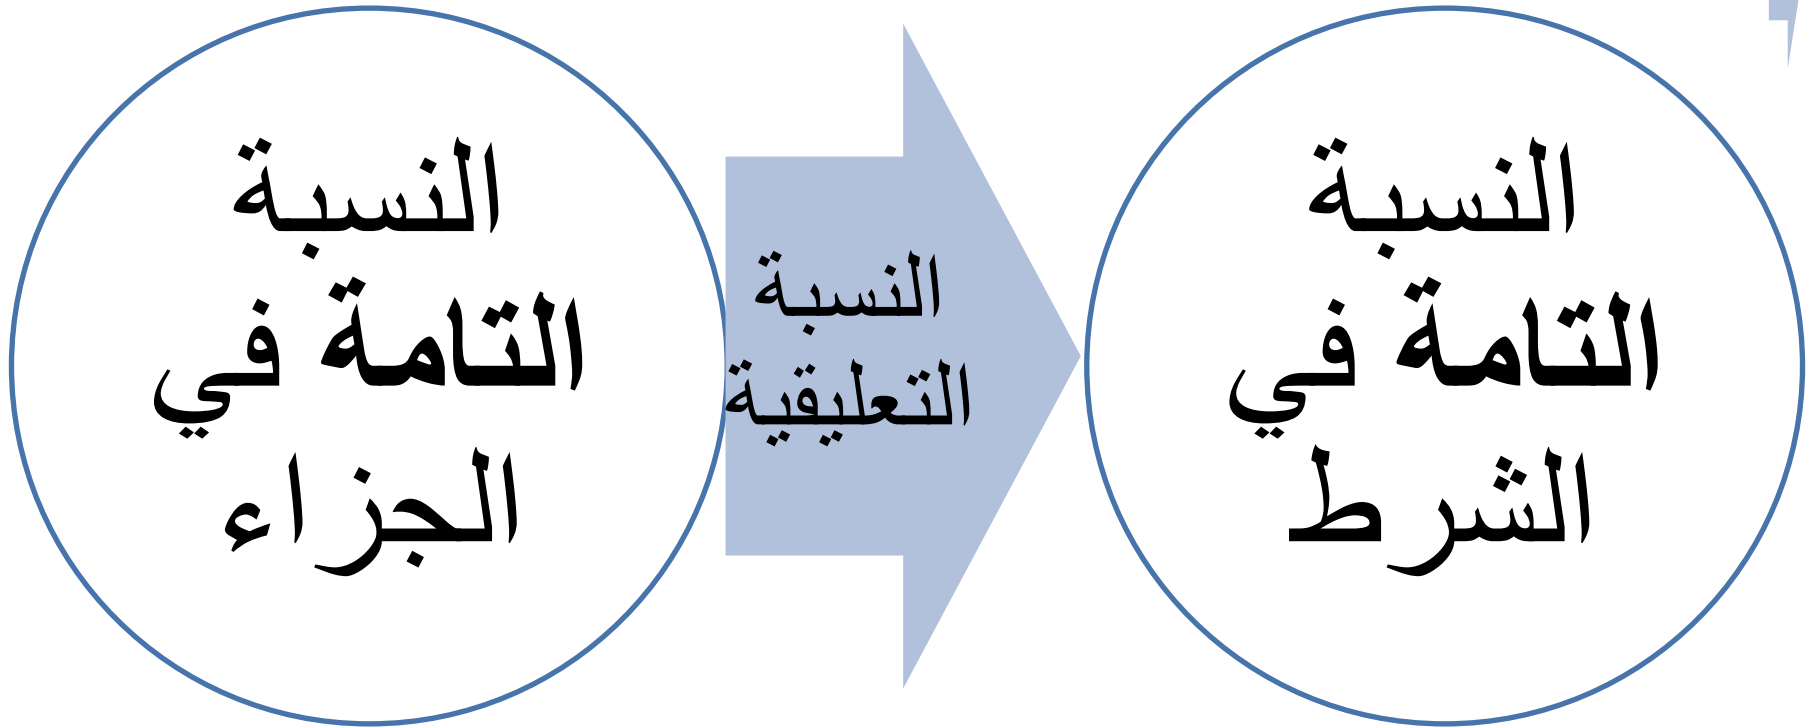 النسبة
التامة في
الشرط
النسبة
التعليقية
النسبة
التامة في
الجزاء